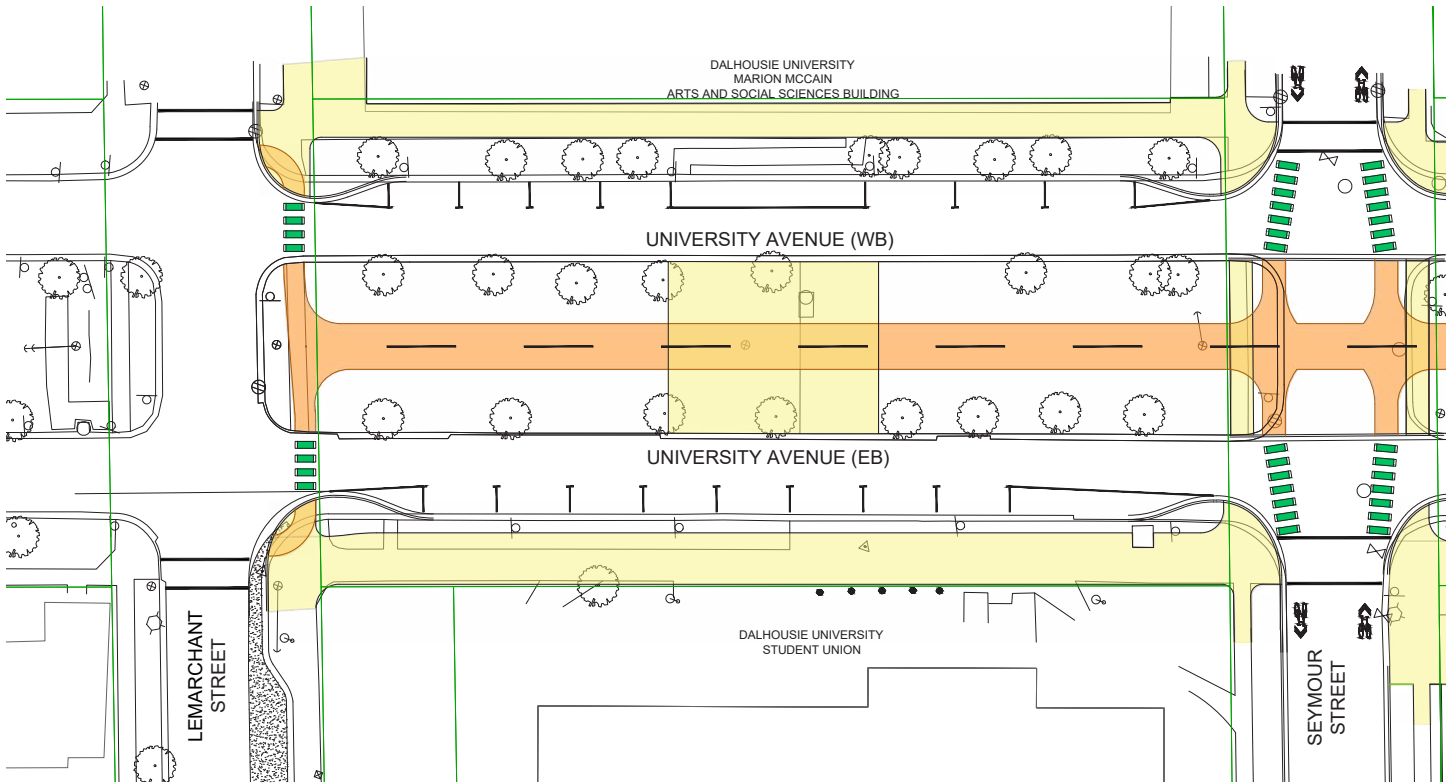 DALHOUSIE UNIVERSITY
MARION MCCAIN
ARTS AND SOCIAL SCIENCES BUILDING
UNIVERSITY AVENUE (WB)
UNIVERSITY AVENUE (EB)
DALHOUSIE UNIVERSITY
STUDENT UNION
LEMARCHANT
STREET
SEYMOUR
STREET